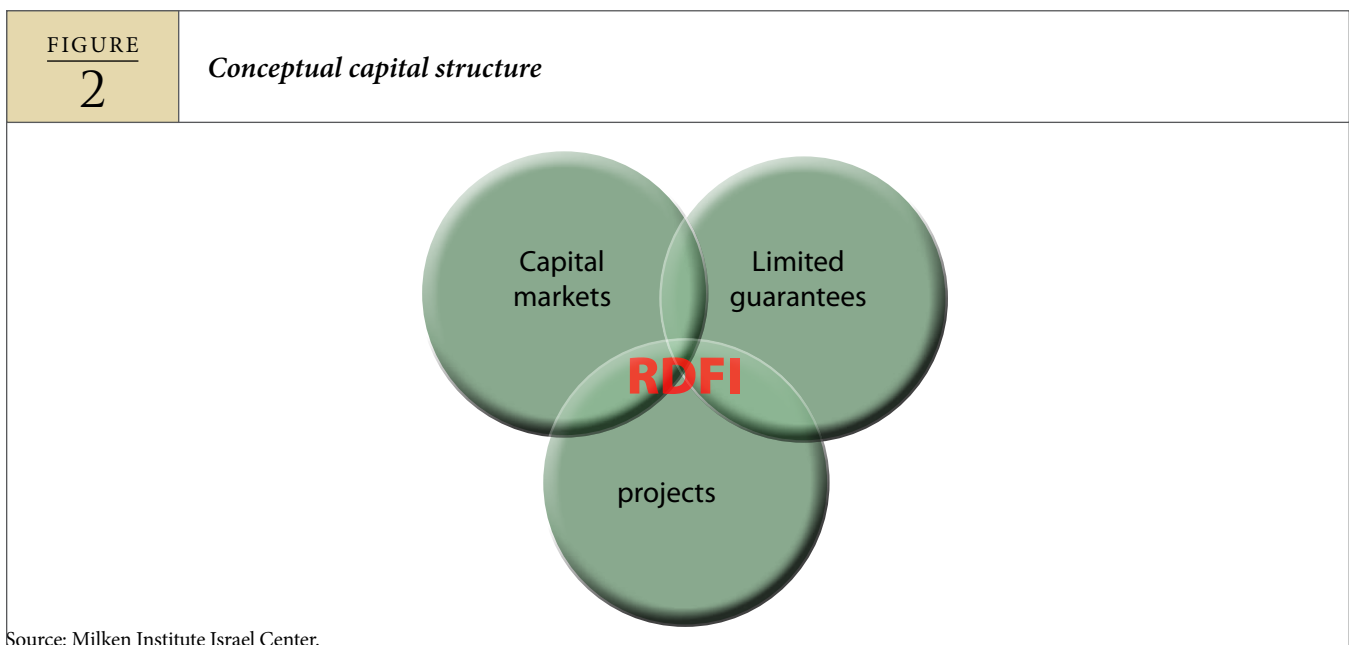 FIGURE
2
Conceptual capital structure
Capital
markets
Limited
guarantees
RDFI
projects
Source: Milken Institute Israel Center.